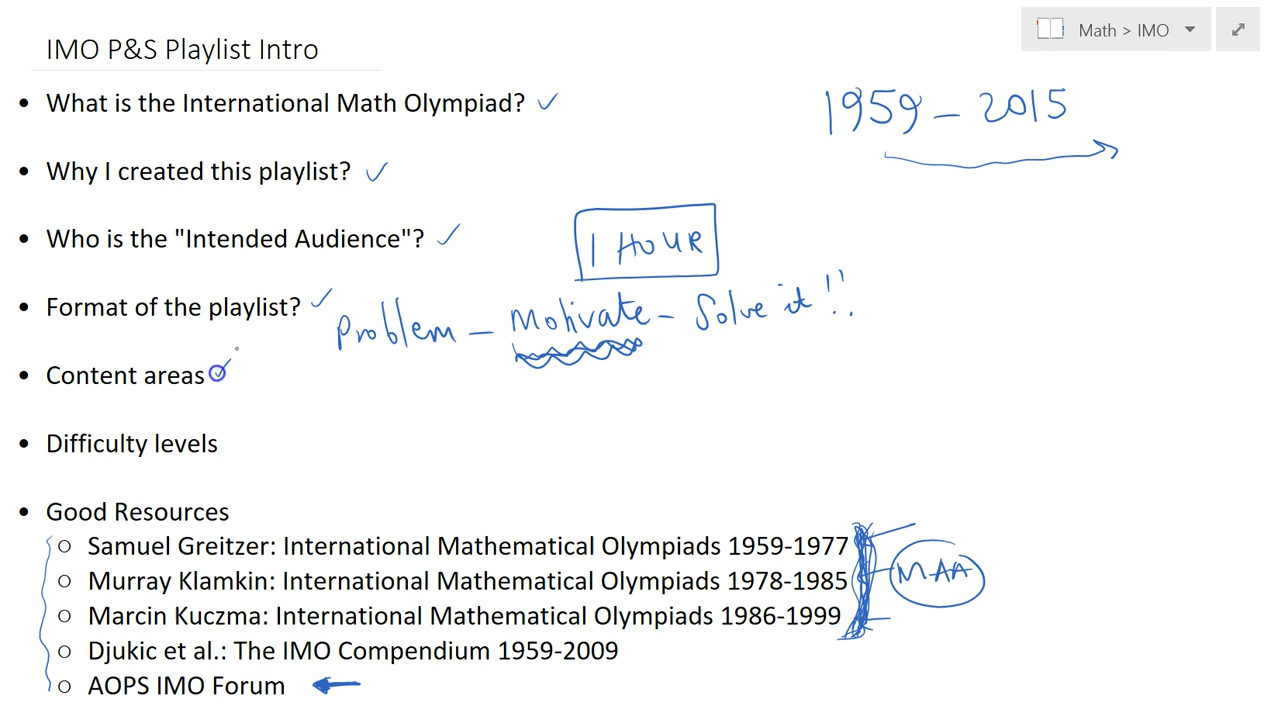 IMO P&S Playlist Intro
Math > IMO
• What is the International Math Olympiad? ✓
1959 – 2015
• Why I created this playlist? ✓
• Who is the "Intended Audience"? ✓
1 HOUR
• Format of the playlist? ✓
Problem – Motivate – Solve it !!
• Content areas ✓
• Difficulty levels
• Good Resources
○ Samuel Greitzer: International Mathematical Olympiads 1959-1977
○ Murray Klamkin: International Mathematical Olympiads 1978-1985
MAA
○ Marcin Kuczma: International Mathematical Olympiads 1986-1999
○ Djukic et al.: The IMO Compendium 1959-2009
○ AOPS IMO Forum